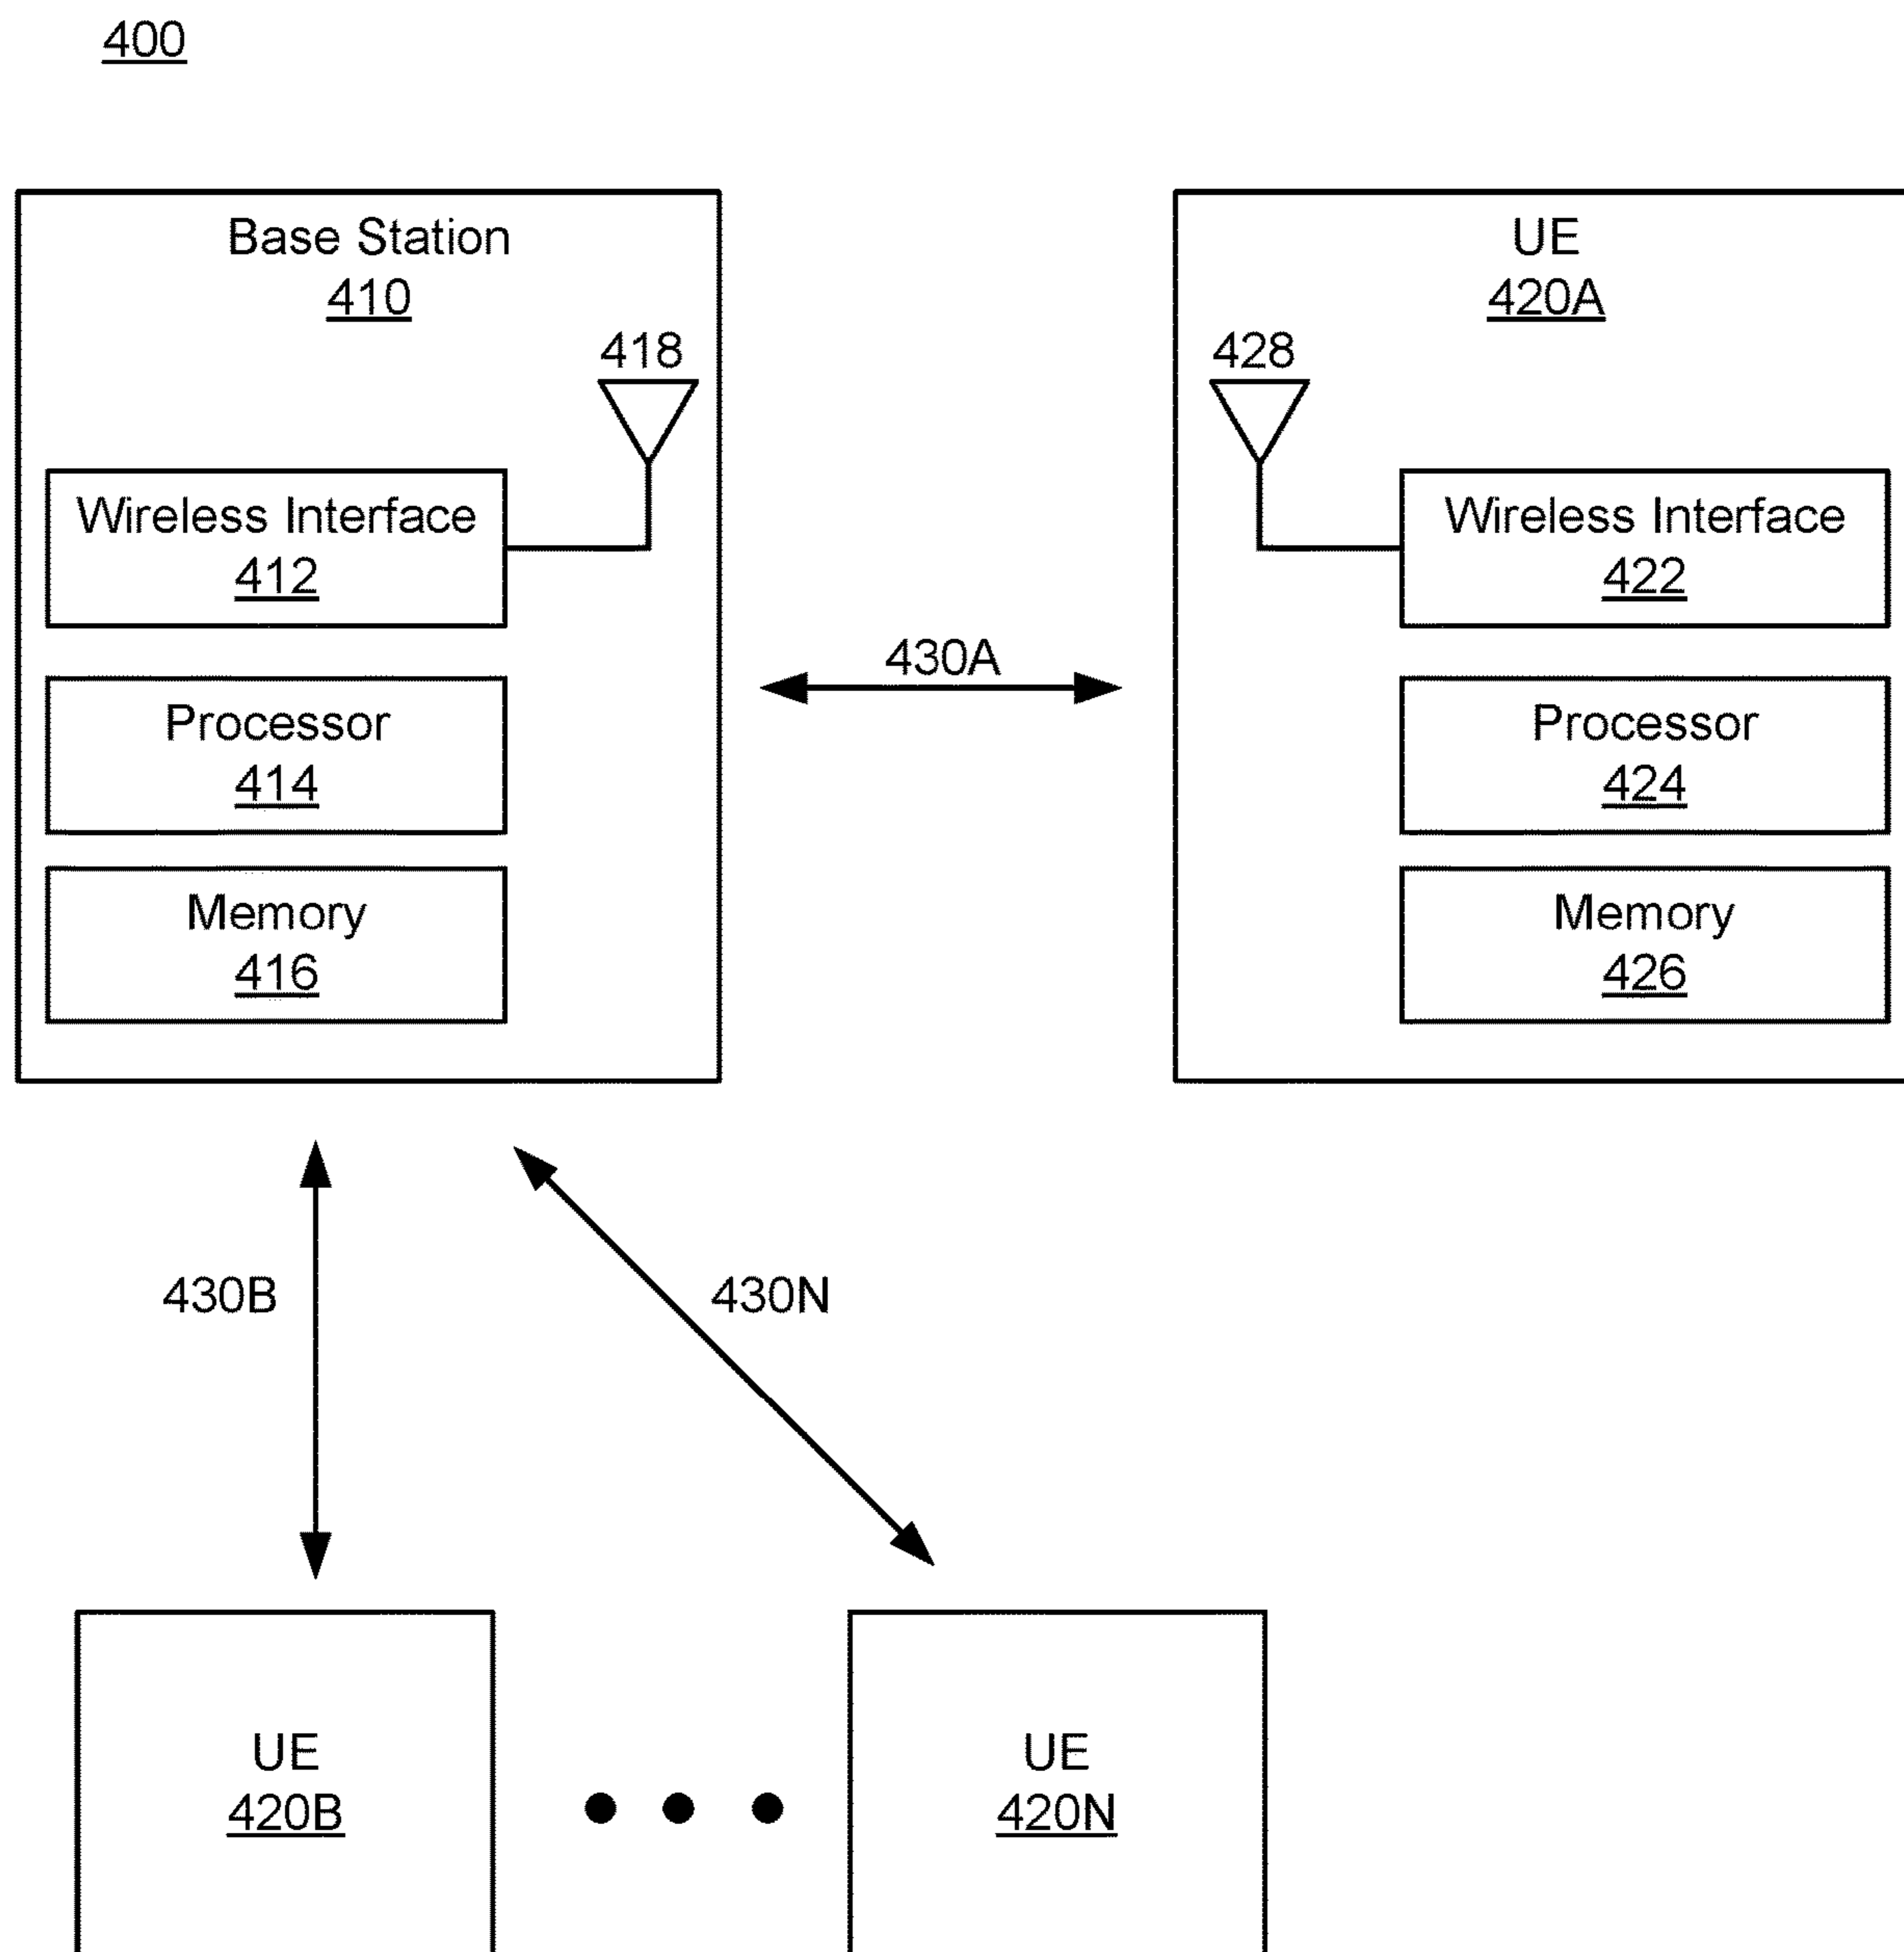 400
Base Station
410
418
Wireless Interface
412
Processor
414
Memory
416
430A
UE
420A
428
Wireless Interface
422
Processor
424
Memory
426
430B
430N
UE
420B
UE
420N